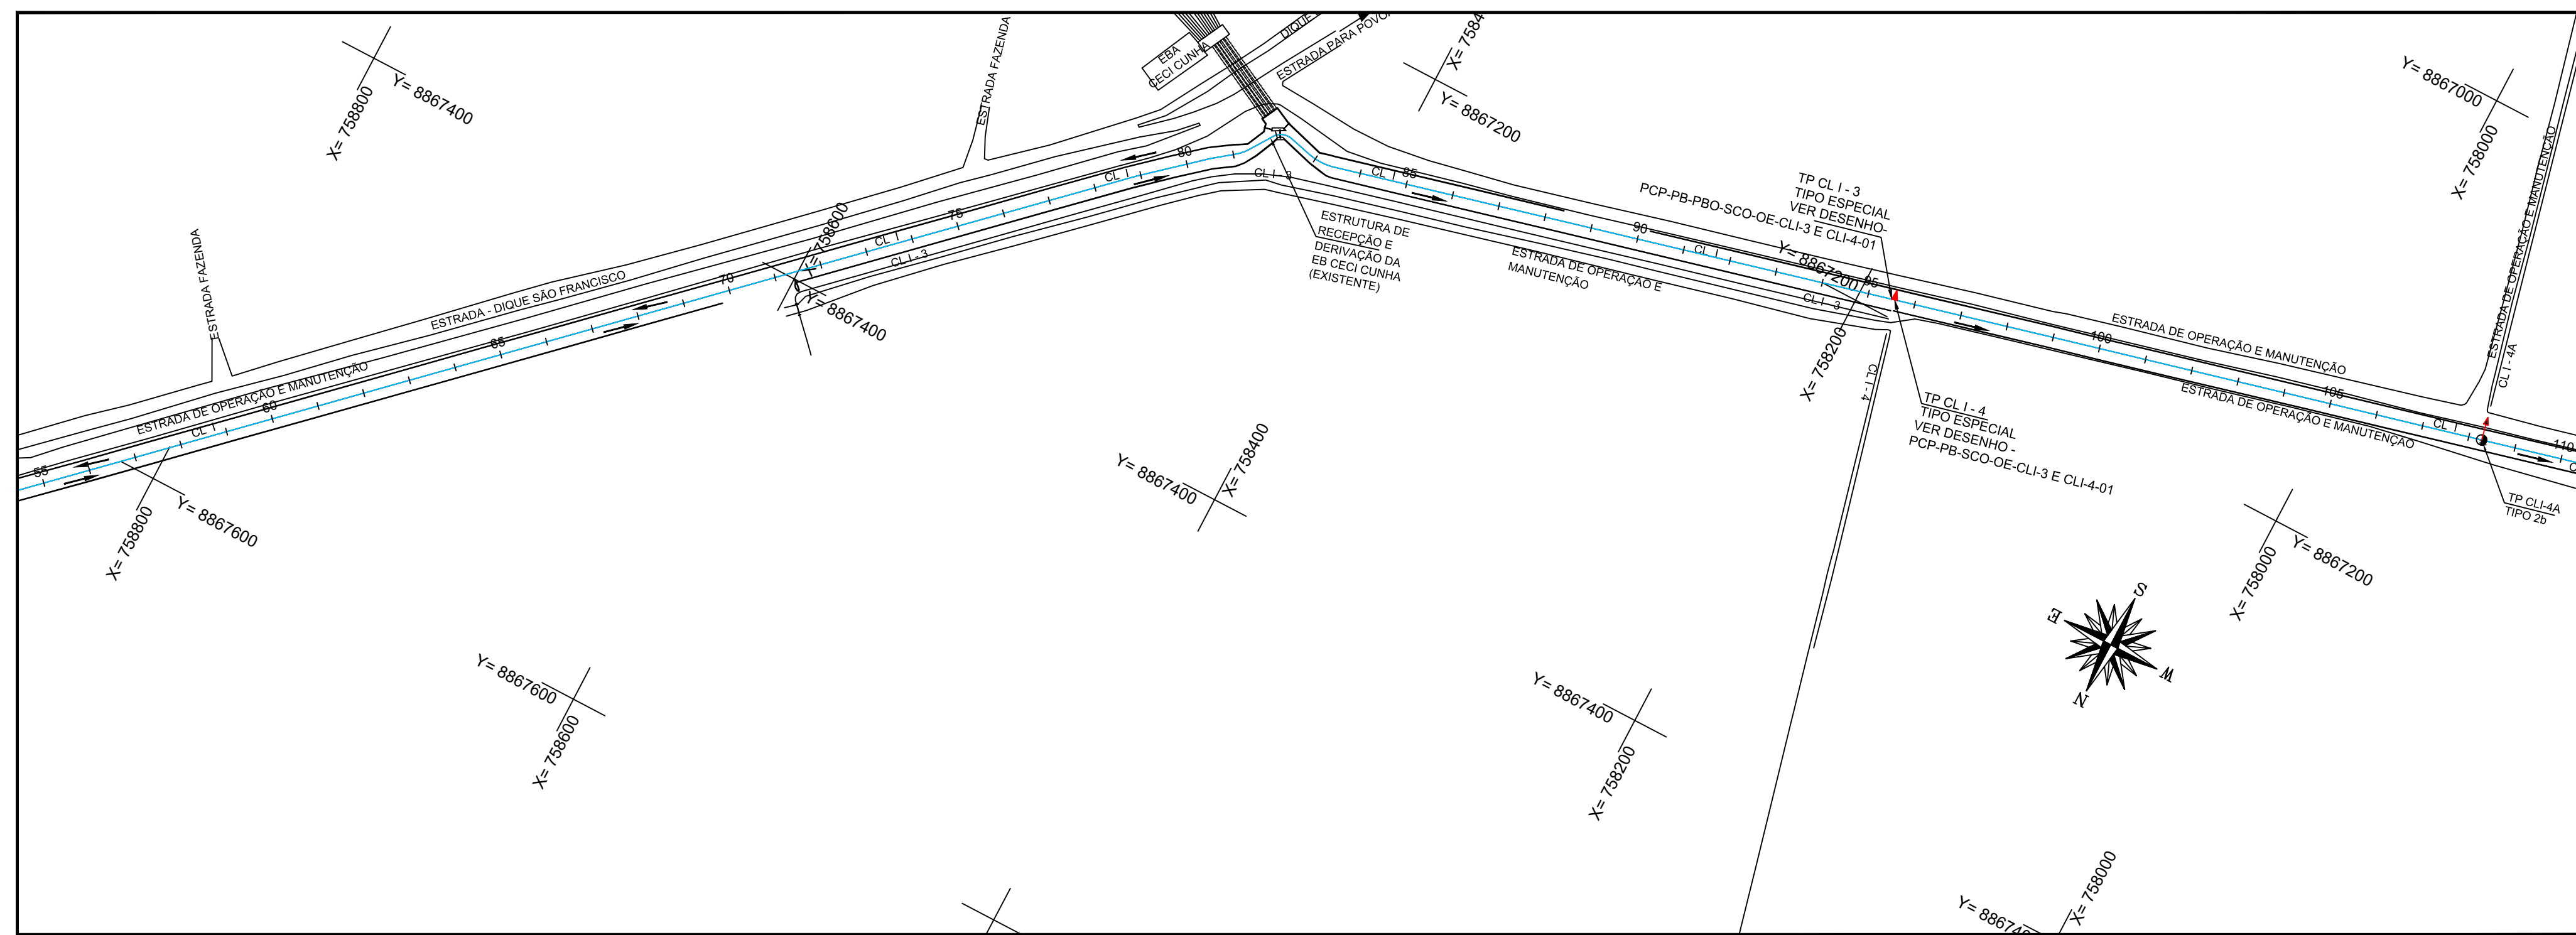 Y= 8867400
X= 758800
ESTRADA FAZENDA
EBA
CECI CUNHA
DIQUE
ESTRADA PARA
X= 7584
Y= 8867200
Y= 8867000
X= 758000
ESTRADA DE OPERAÇÃO E MANUTENÇÃO
CL I - 4A
ESTRADA FAZENDA
ESTRADA - DIQUE SÃO FRANCISCO
ESTRADA DE OPERAÇÃO E MANUTENÇÃO
55
60
65
70
75
80
85
90
95
100
105
110
CL I
CL I
CL I
CL I
CL I
CL I
CL I - 3
CL I - 3
CL I - 3
X= 758600
Y= 8867400
ESTRUTURA DE
RECEPÇÃO E
DERIVAÇÃO DA
EB CECI CUNHA
(EXISTENTE)
ESTRADA DE OPERAÇÃO E
MANUTENÇÃO
TP CL I - 3
TIPO ESPECIAL
VER DESENHO-
PCP-PB-PBO-SCO-OE-CLI-3 E CLI-4-01
Y= 8867200
X= 758200
CL I - 4
TP CL I - 4
TIPO ESPECIAL
VER DESENHO -
PCP-PB-SCO-OE-CLI-3 E CLI-4-01
ESTRADA DE OPERAÇÃO E MANUTENÇÃO
ESTRADA DE OPERAÇÃO E MANUTENÇÃO
TP CLI-4A
TIPO 2b
Y= 8867600
X= 758800
Y= 8867400
X= 758400
Y= 8867200
X= 758000
S
E
W
N
Y= 8867600
X= 758600
Y= 8867400
X= 758200
X= 758000